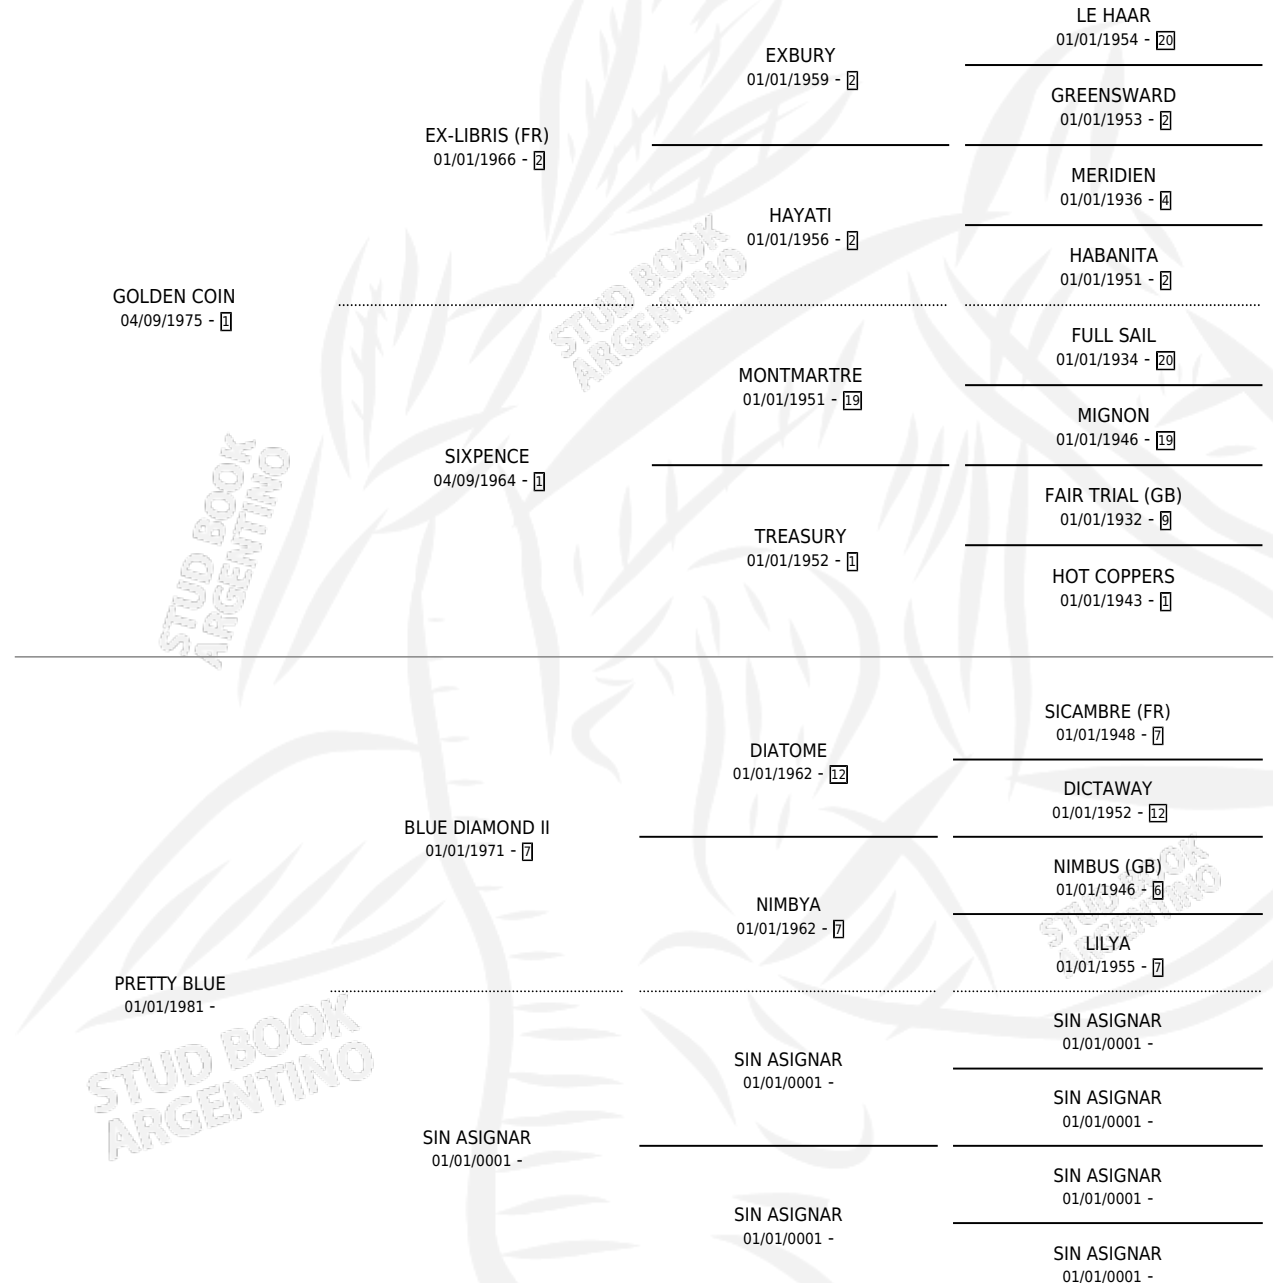 LE HAAR
01/01/1954 - 20
EXBURY
01/01/1959 - 2
GREENSWARD
01/01/1953 - 2
EX-LIBRIS (FR)
01/01/1966 - 2
MERIDIEN
01/01/1936 - 4
HAYATI
01/01/1956 - 2
HABANITA
01/01/1951 - 2
GOLDEN COIN
04/09/1975 - 1
FULL SAIL
01/01/1934 - 20
MONTMARTRE
01/01/1951 - 19
MIGNON
01/01/1946 - 19
SIXPENCE
04/09/1964 - 1
FAIR TRIAL (GB)
01/01/1932 - 9
TREASURY
01/01/1952 - 1
HOT COPPERS
01/01/1943 - 1
SICAMBRE (FR)
01/01/1948 - 7
DIATOME
01/01/1962 - 12
DICTAWAY
01/01/1952 - 12
BLUE DIAMOND II
01/01/1971 - 7
NIMBUS (GB)
01/01/1946 - 6
NIMBYA
01/01/1962 - 7
LILYA
01/01/1955 - 7
PRETTY BLUE
01/01/1981 -
SIN ASIGNAR
01/01/0001 -
SIN ASIGNAR
01/01/0001 -
SIN ASIGNAR
01/01/0001 -
SIN ASIGNAR
01/01/0001 -
SIN ASIGNAR
01/01/0001 -
SIN ASIGNAR
01/01/0001 -
SIN ASIGNAR
01/01/0001 -
STUD BOOK
ARGENTINO
STUD BOOK
ARGENTINO
STUD BOOK
ARGENTINO
STUD BOOK
ARGENTINO